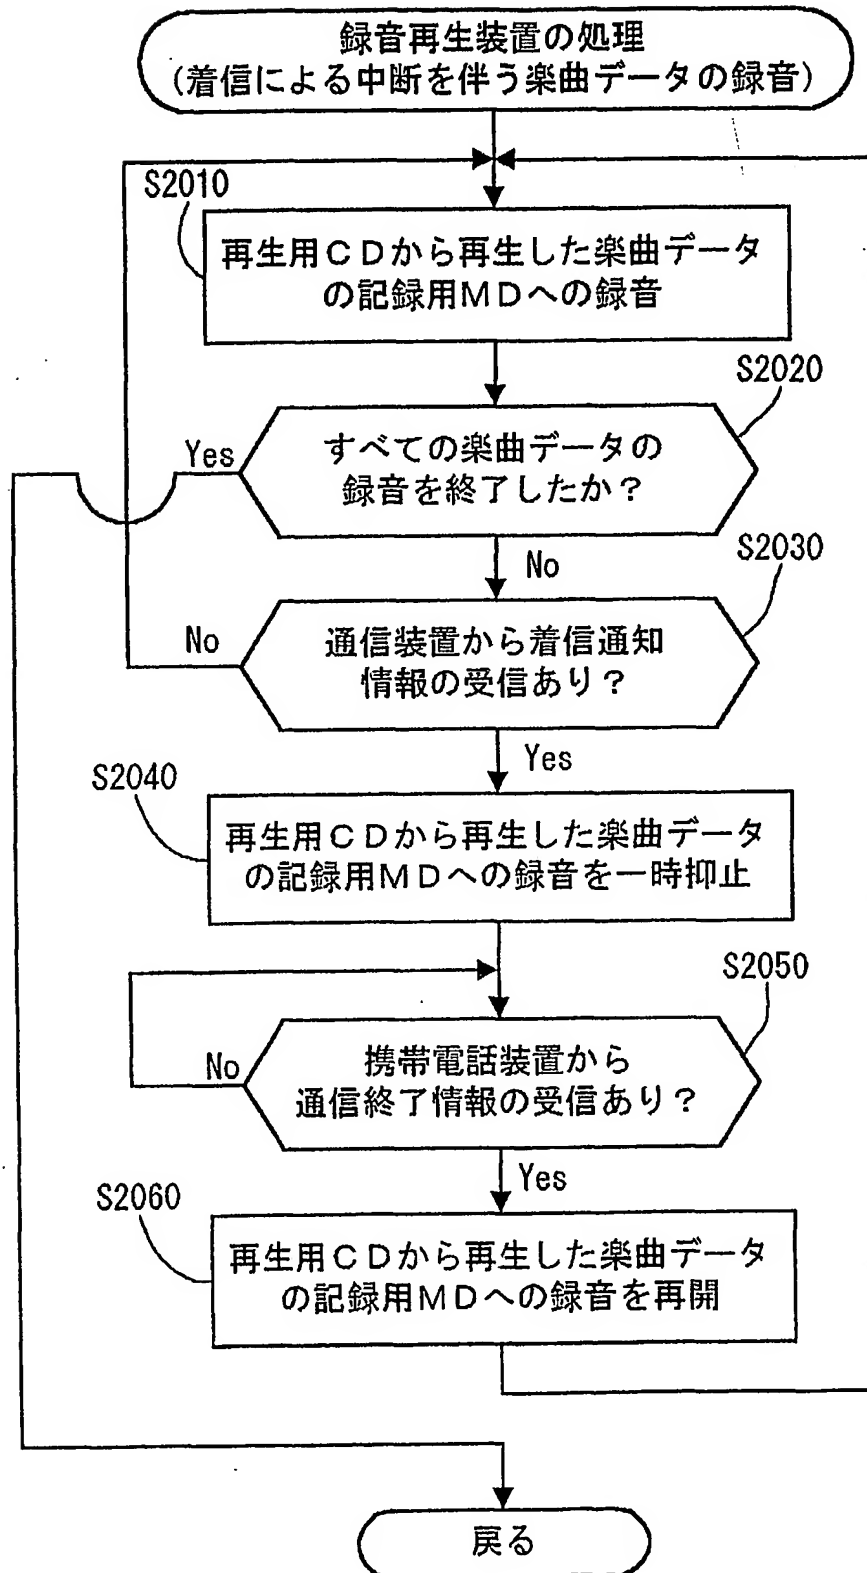 録音再生装置の処理
(着信による中断を伴う楽曲データの録音)
S2010
再生用CDから再生した楽曲データ
の記録用MDへの録音
S2020
すべての楽曲データの
録音を終了したか?
Yes
No
S2030
通信装置から着信通知
情報の受信あり?
No
Yes
S2040
再生用CDから再生した楽曲データ
の記録用MDへの録音を一時抑止
S2050
携帯電話装置から
通信終了情報の受信あり?
No
Yes
S2060
再生用CDから再生した楽曲データ
の記録用MDへの録音を再開
戻る